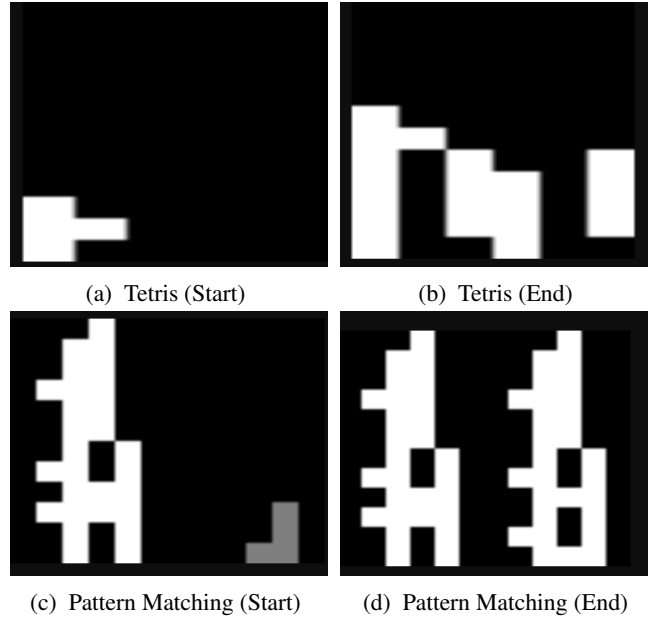 (a) Tetris (Start)
(b) Tetris (End)
(c) Pattern Matching (Start)
(d) Pattern Matching (End)